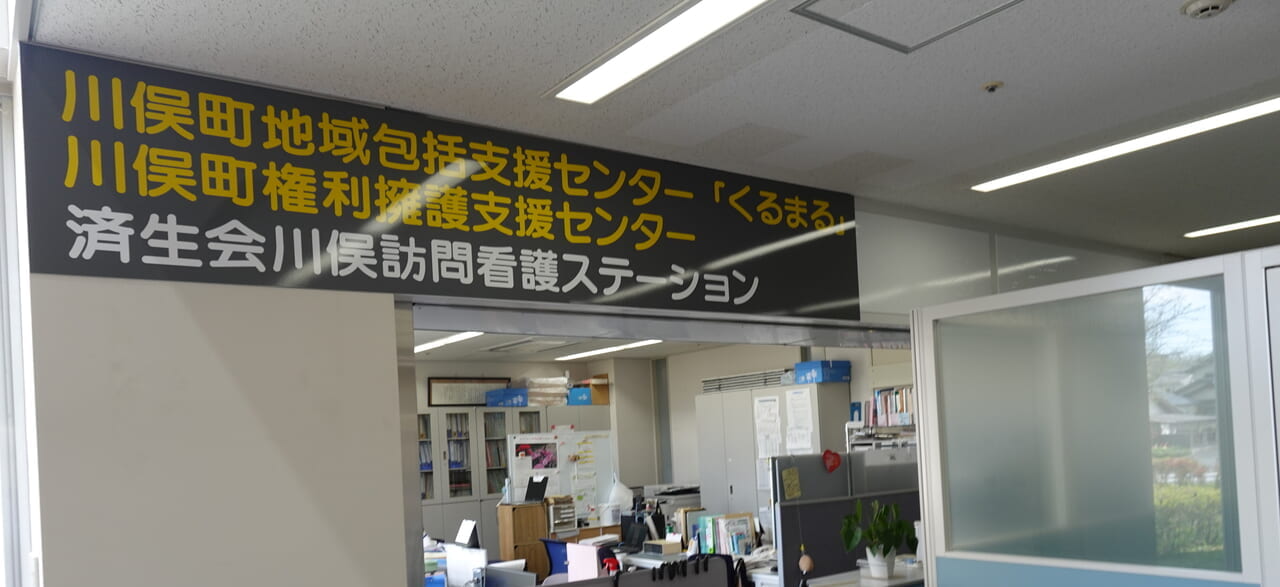 川俣町地域包括支援センター「くるまる」
川俣町権利擁護支援センター
済生会川俣訪問看護ステーション